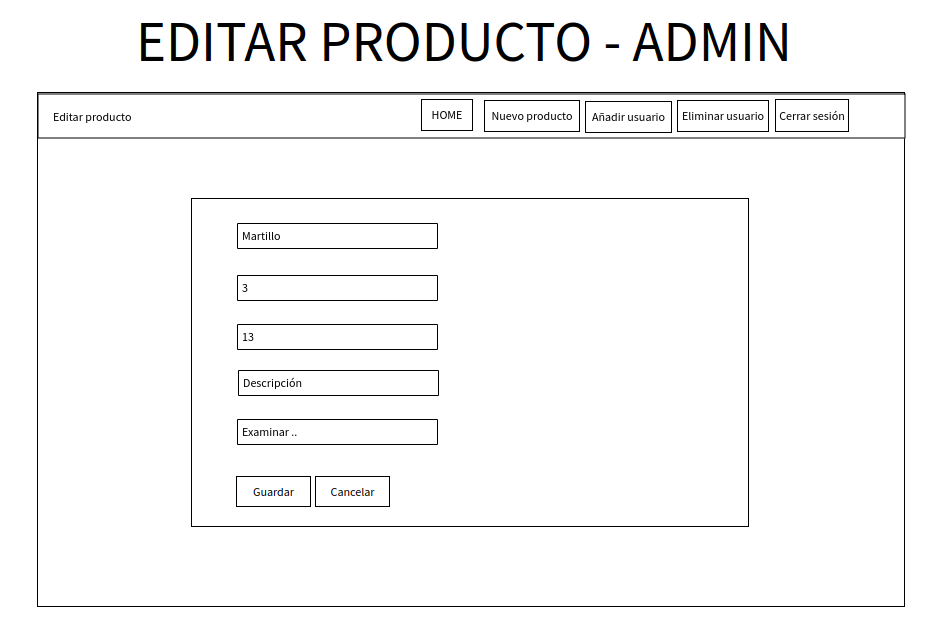 EDITAR PRODUCTO - ADMIN
Editar producto HOME Nuevo producto Añadir usuario Eliminar usuario Cerrar sesión
Martillo
3
13
Descripción
Examinar ..
Guardar Cancelar